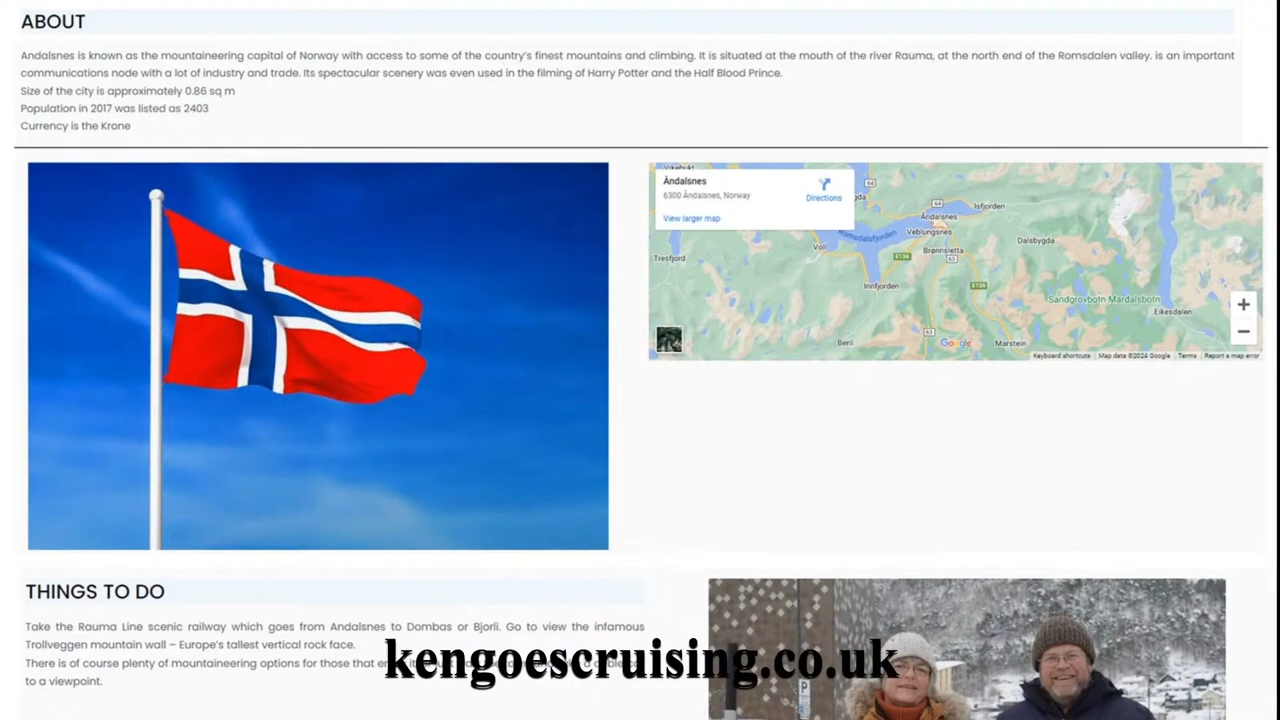 ABOUT
Andalsnes is known as the mountaineering capital of Norway with access to some of the country's finest mountains and climbing. It is situated at the mouth of the river Rauma, at the north end of the Romsdalen valley. is an important
communications node with a lot of industry and trade. Its spectacular scenery was even used in the filming of Harry Potter and the Half Blood Prince.
Size of the city is approximately 0.86 sq m
Population in 2017 was listed as 2403
Currency is the Krone
Åndalsnes
6300 Åndalsnes, Norway
Directions
View larger map
64
64
Isfjorden
Åndalsnes
Romsdalsfjorden
Veblungsnes
Voll
Dalsbygda
Brønnsletta
Tresfjord
E136
63
Innfjorden
E136
Sandgrovbotn-Mardalsbotn
Eikesdalen
+
−
63
Beril
Google
Marstein
Keyboard shortcuts
Map data ©2024 Google
Terms
Report a map error
THINGS TO DO
Take the Rauma Line scenic railway which goes from Andalsnes to Dombas or Bjorli. Go to view the infamous
Trollveggen mountain wall – Europe's tallest vertical rock face.
There is of course plenty of mountaineering options for those that
to a viewpoint.
kengoescruising.co.uk
P